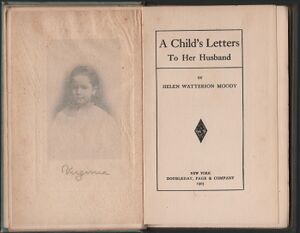 Virginia
A Child's Letters
To Her Husband
BY
HELEN WATTERSON MOODY
NEW YORK
DOUBLEDAY, PAGE & COMPANY
1903